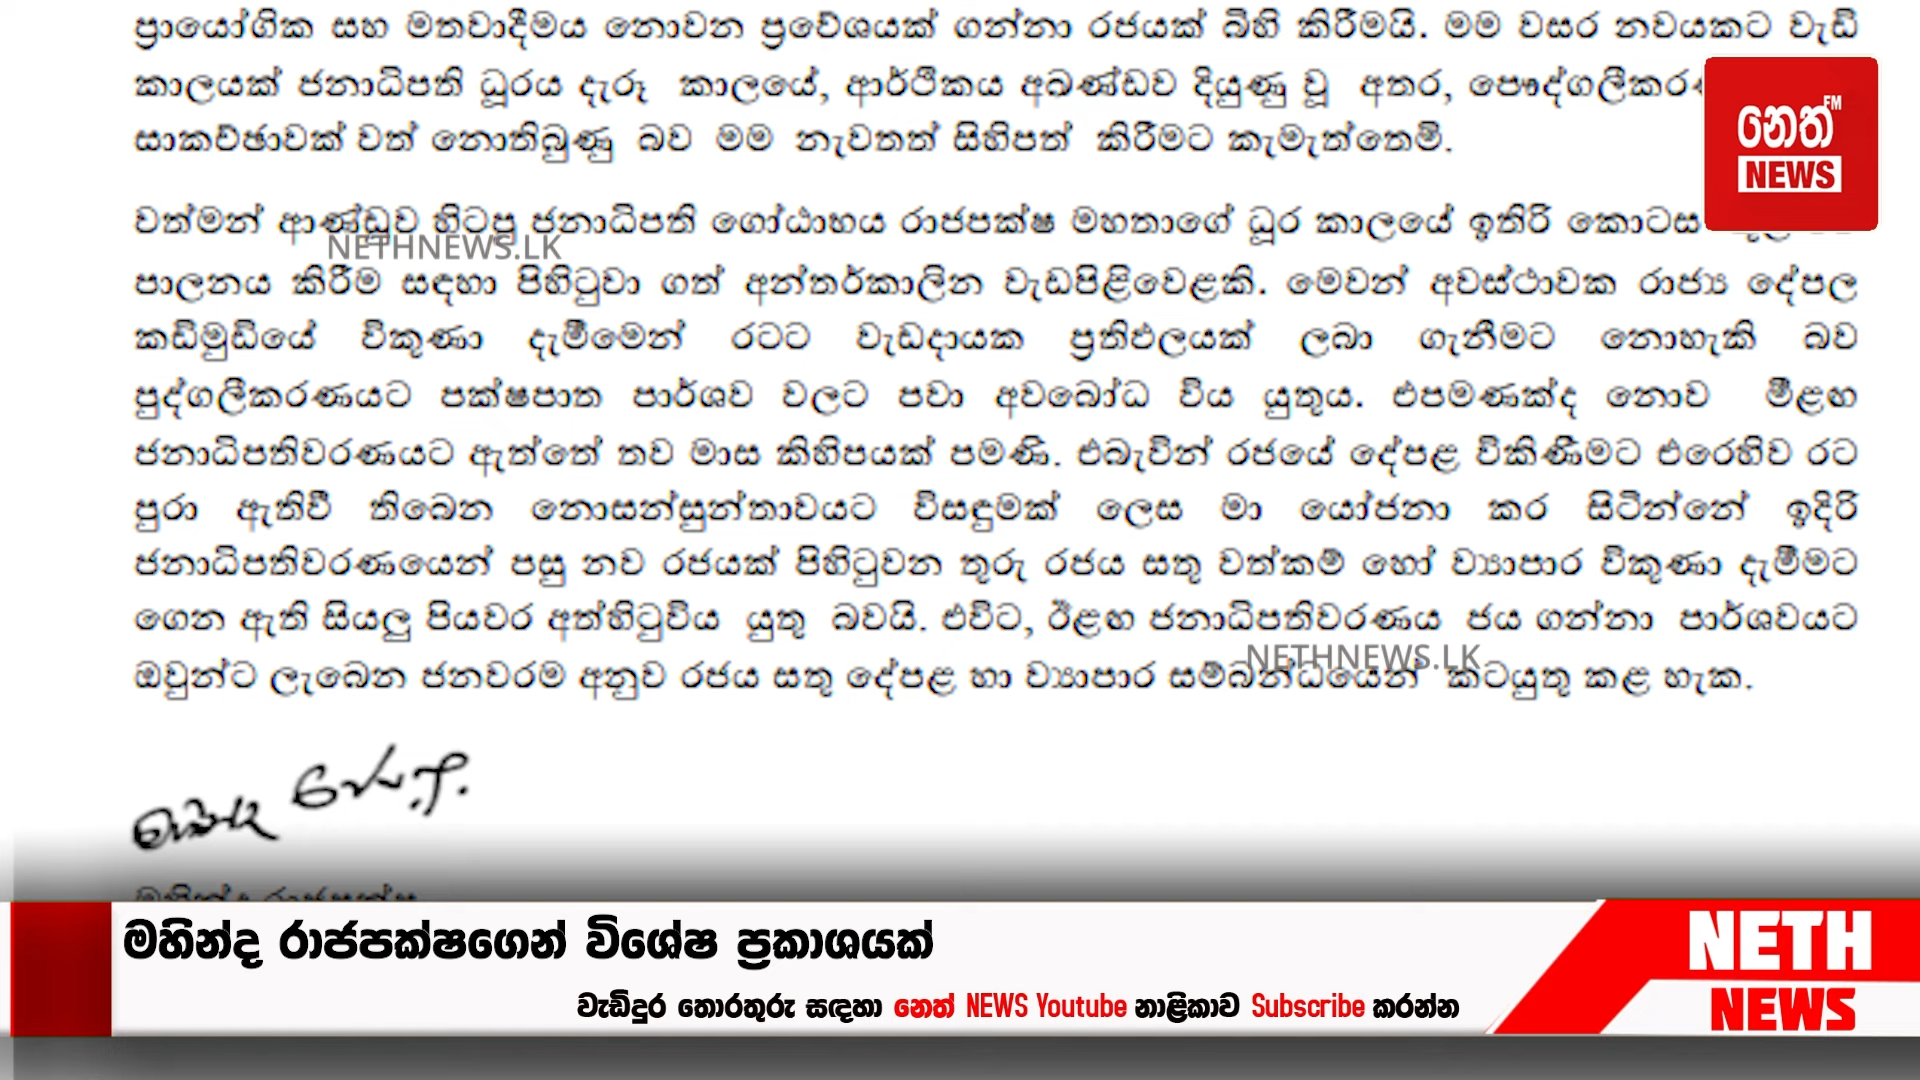 ප්‍රායෝගික සහ මතවාදීමය නොවන ප්‍රවේශයක් ගන්නා රජයක් බිහි කිරීමයි. මම වසර නවයකට වැඩි
කාලයක් ජනාධිපති ධූරය දැරූ කාලයේ, ආර්ථිකය අඛණ්ඩව දියුණු වූ අතර,
සාකච්ඡාවක් වත් නොතිබුණු බව මම නැවතත් සිහිපත් කිරීමට කැමැත්තෙමි.
නෙත් FM
NEWS
වත්මන් ආණ්ඩුව හිටපු ජනාධිපති ගෝඨාභය රාජපක්ෂ මහතාගේ ධූර කාලයේ ඉතිරි
NETHNEWS.LK
පාලනය කිරීම සඳහා පිහිටුවා ගත් අන්තර්කාලීන වැඩපිළිවෙළකි. මෙවන් අවස්ථාවක රාජ්‍ය දේපල
කඩිමුඩියේ විකුණා දැමීමෙන් රටට වැඩදායක ප්‍රතිඵලයක් ලබා ගැනීමට නොහැකි බව
පුද්ගලීකරණයට පක්ෂපාත පාර්ශව වලට පවා අවබෝධ විය යුතුය. එපමණක්ද නොව මීළඟ
ජනාධිපතිවරණයට ඇත්තේ තව මාස කිහිපයක් පමණි. එබැවින් රජයේ දේපළ විකිණීමට එරෙහිව රට
පුරා ඇතිවී තිබෙන නොසන්සුන්තාවයට විසඳුමක් ලෙස මා යෝජනා කර සිටින්නේ ඉදිරි
ජනාධිපතිවරණයෙන් පසු නව රජයක් පිහිටුවන තුරු රජය සතු වත්කම් හෝ ව්‍යාපාර විකුණා දැමීමට
ගෙන ඇති සියලු පියවර අත්හිටුවිය යුතු බවයි. එවිට, ඊළඟ ජනාධිපතිවරණය ජය ගන්නා පාර්ශවයට
ඔවුන්ට ලැබෙන ජනවරම අනුව රජය සතු දේපළ හා ව්‍යාපාර සම්බන්ධයෙන් කටයුතු කළ හැක.
NETHNEWS.LK
මහින්ද රාජපක්ෂගෙන් විශේෂ ප්‍රකාශයක්
වැඩිදුර තොරතුරු සඳහා නෙත් NEWS Youtube නාළිකාව Subscribe කරන්න
NETH
NEWS